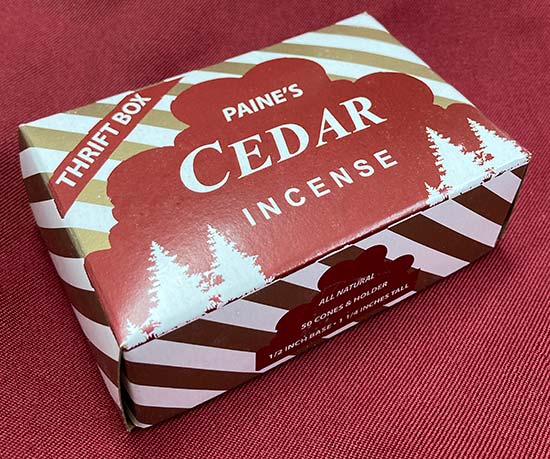 THRIFT BOX
PAINE'S
CEDAR
INCENSE
ALL NATURAL
50 CONES & HOLDER
1/2 INCH BASE • 1 1/4 INCHES TALL